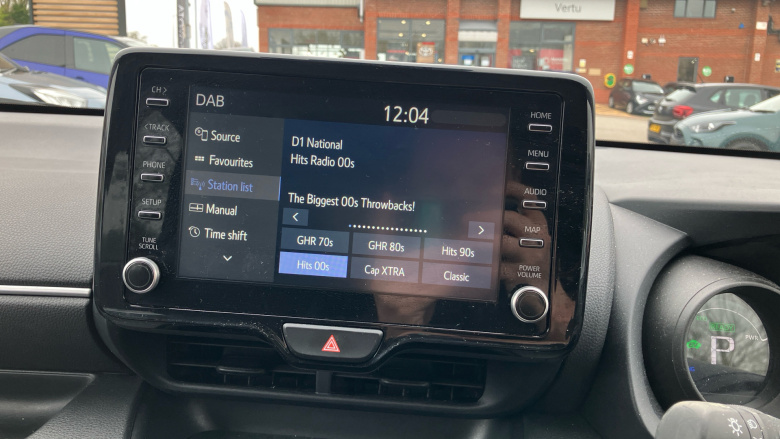 Vertu
CH >
< TRACK
PHONE
SETUP
TUNE
SCROLL
DAB
12:04
Source
Favourites
Station list
Manual
Time shift
D1 National
Hits Radio 00s
The Biggest 00s Throwbacks!
< >
GHR 70s GHR 80s Hits 90s
Hits 00s Cap XTRA Classic
HOME
MENU
AUDIO
MAP
POWER
VOLUME
P
PWR